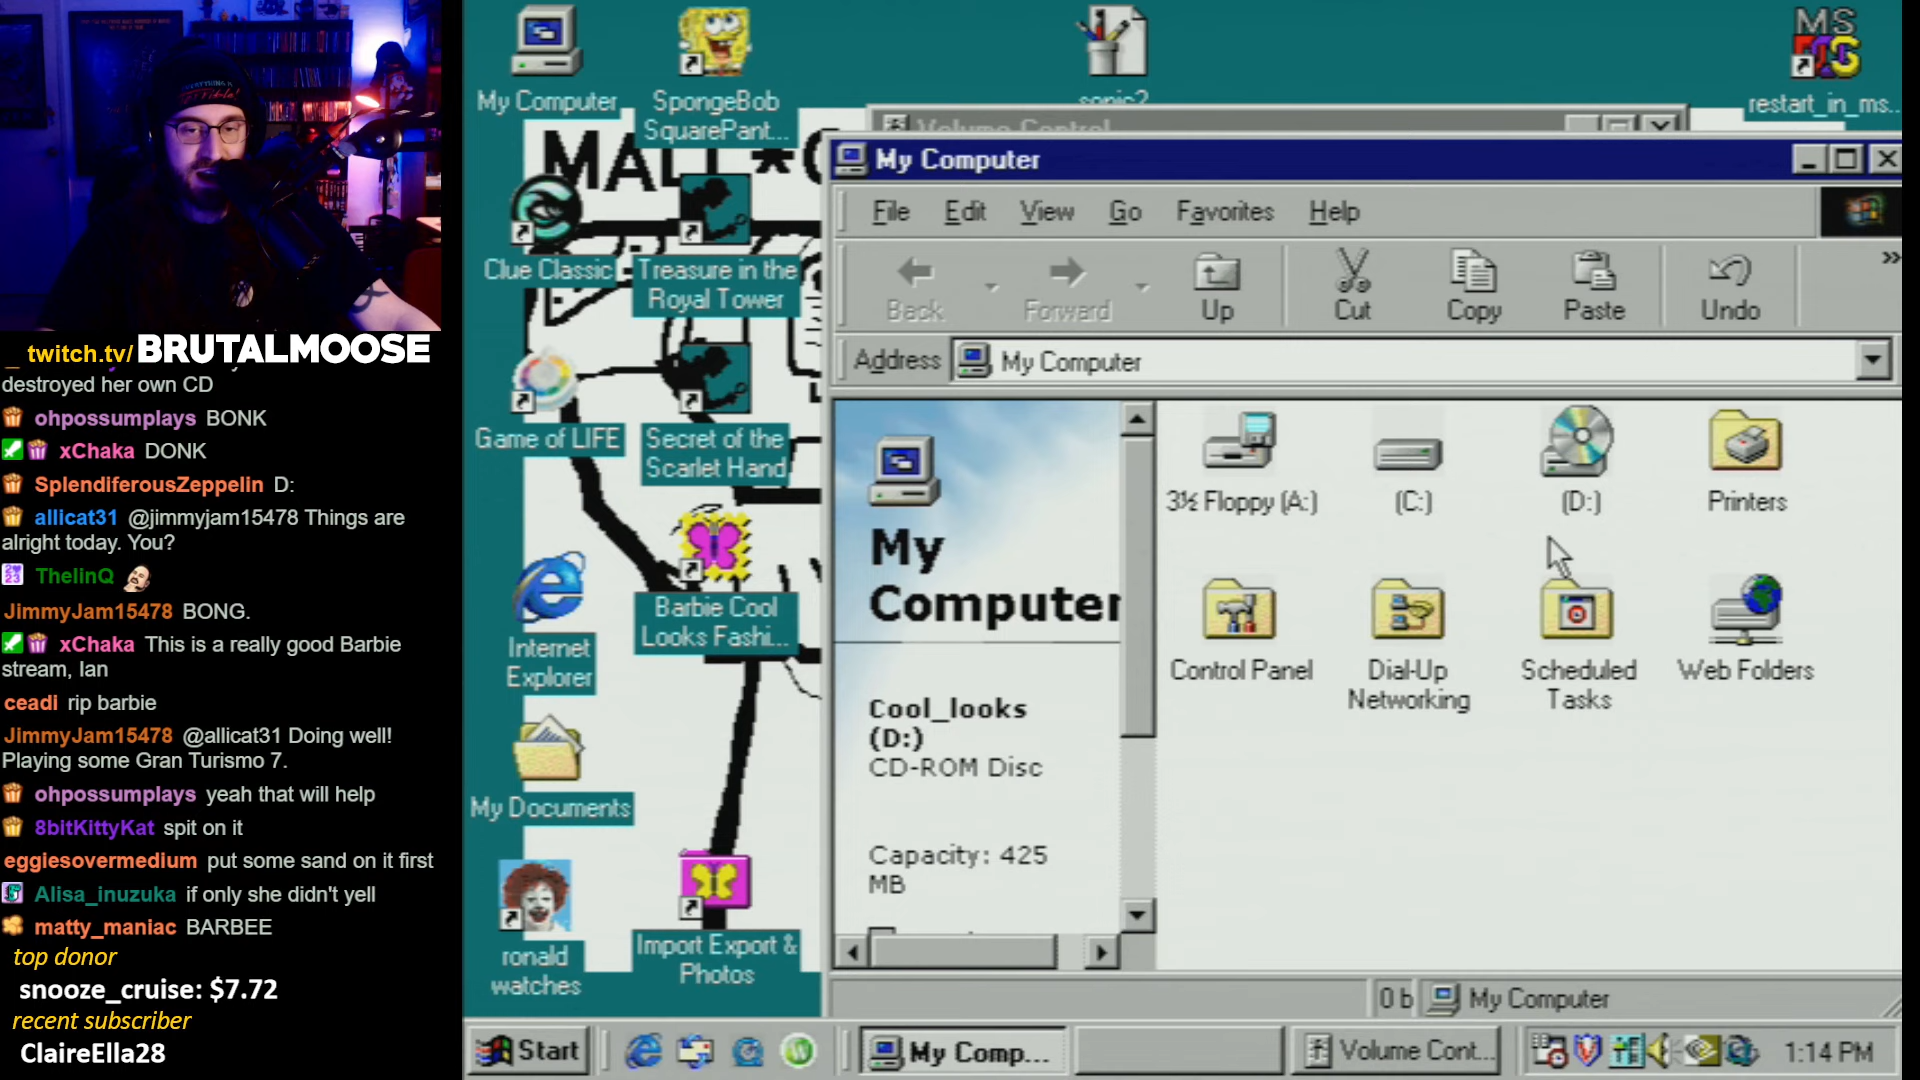 twitch.tv/BRUTALMOOSE
destroyed her own CD
ohpossumplays BONK
xChaka DONK
SplendiferousZeppelin D:
allicat31 @jimmyjam15478 Things are
alright today. You?
ThelinQ
JimmyJam15478 BONG.
xChaka This is a really good Barbie
stream, Ian
ceadl rip barbie
JimmyJam15478 @allicat31 Doing well!
Playing some Gran Turismo 7.
ohpossumplays yeah that will help
8bitKittyKat spit on it
eggiesovermedium put some sand on it first
Alisa_inuzuka if only she didn't yell
matty_maniac BARBEE
top donor
snooze_cruise: $7.72
recent subscriber
ClaireElla28
My Computer
SpongeBob
SquarePant...
sonic2
MS
restart_in_ms...
Clue Classic
Treasure in the
Royal Tower
Game of LIFE
Secret of the
Scarlet Hand
Internet
Explorer
Barbie Cool
Looks Fashi...
My Documents
ronald
watches
Import Export &
Photos
Volume Control
My Computer
File Edit View Go Favorites Help
Back Forward Up Cut Copy Paste Undo
Address My Computer
My
Computer
Cool_looks
(D:)
CD-ROM Disc
Capacity: 425
MB
3½ Floppy (A:) (C:) (D:) Printers
Control Panel
Dial-Up
Networking
Scheduled
Tasks
Web Folders
0 b My Computer
Start My Comp... Volume Cont... 1:14 PM